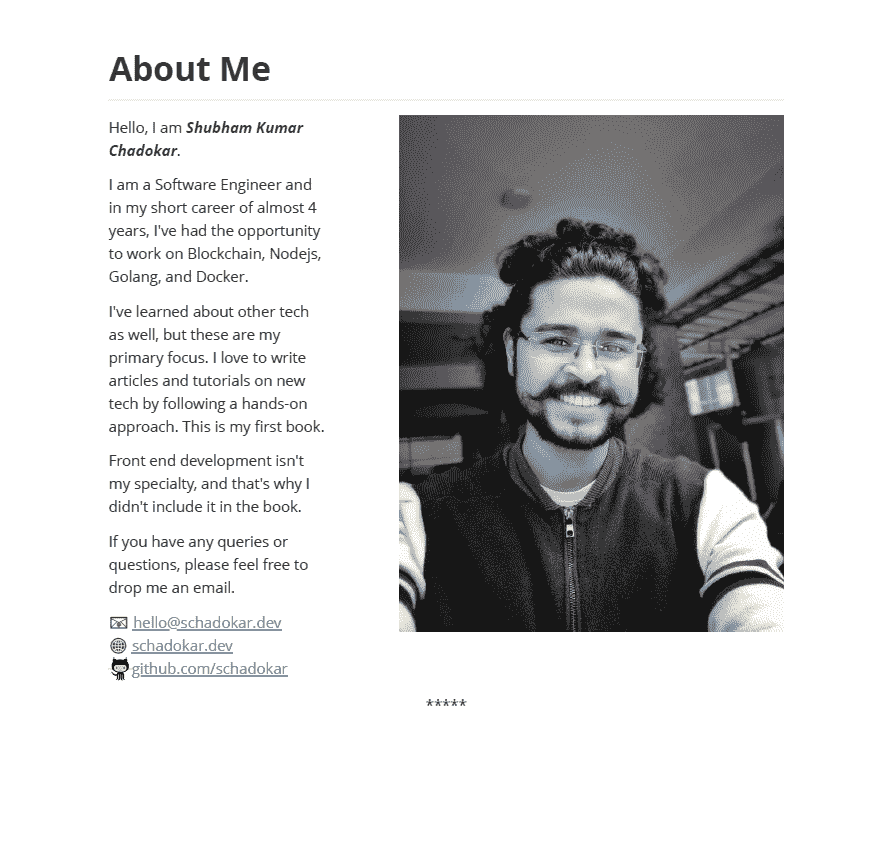 About Me
Hello, I am Shubham Kumar
Chadokar.
I am a Software Engineer and
in my short career of almost 4
years, I've had the opportunity
to work on Blockchain, Nodejs,
Golang, and Docker.
I've learned about other tech
as well, but these are my
primary focus. I love to write
articles and tutorials on new
tech by following a hands-on
approach. This is my first book.
Front end development isn't
my specialty, and that's why I
didn't include it in the book.
If you have any queries or
questions, please feel free to
drop me an email.
hello@schadokar.dev
schadokar.dev
github.com/schadokar
*****